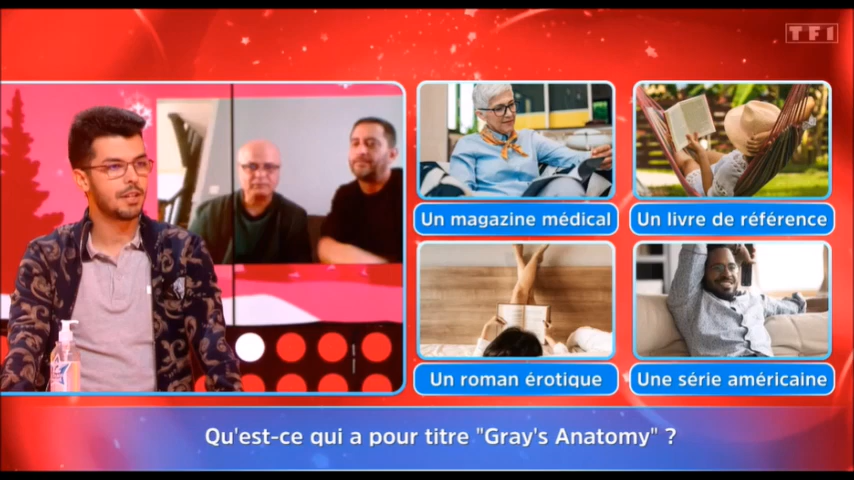 TF1
Un magazine médical
Un livre de référence
Un roman érotique
Une série américaine
Qu'est-ce qui a pour titre "Gray's Anatomy" ?